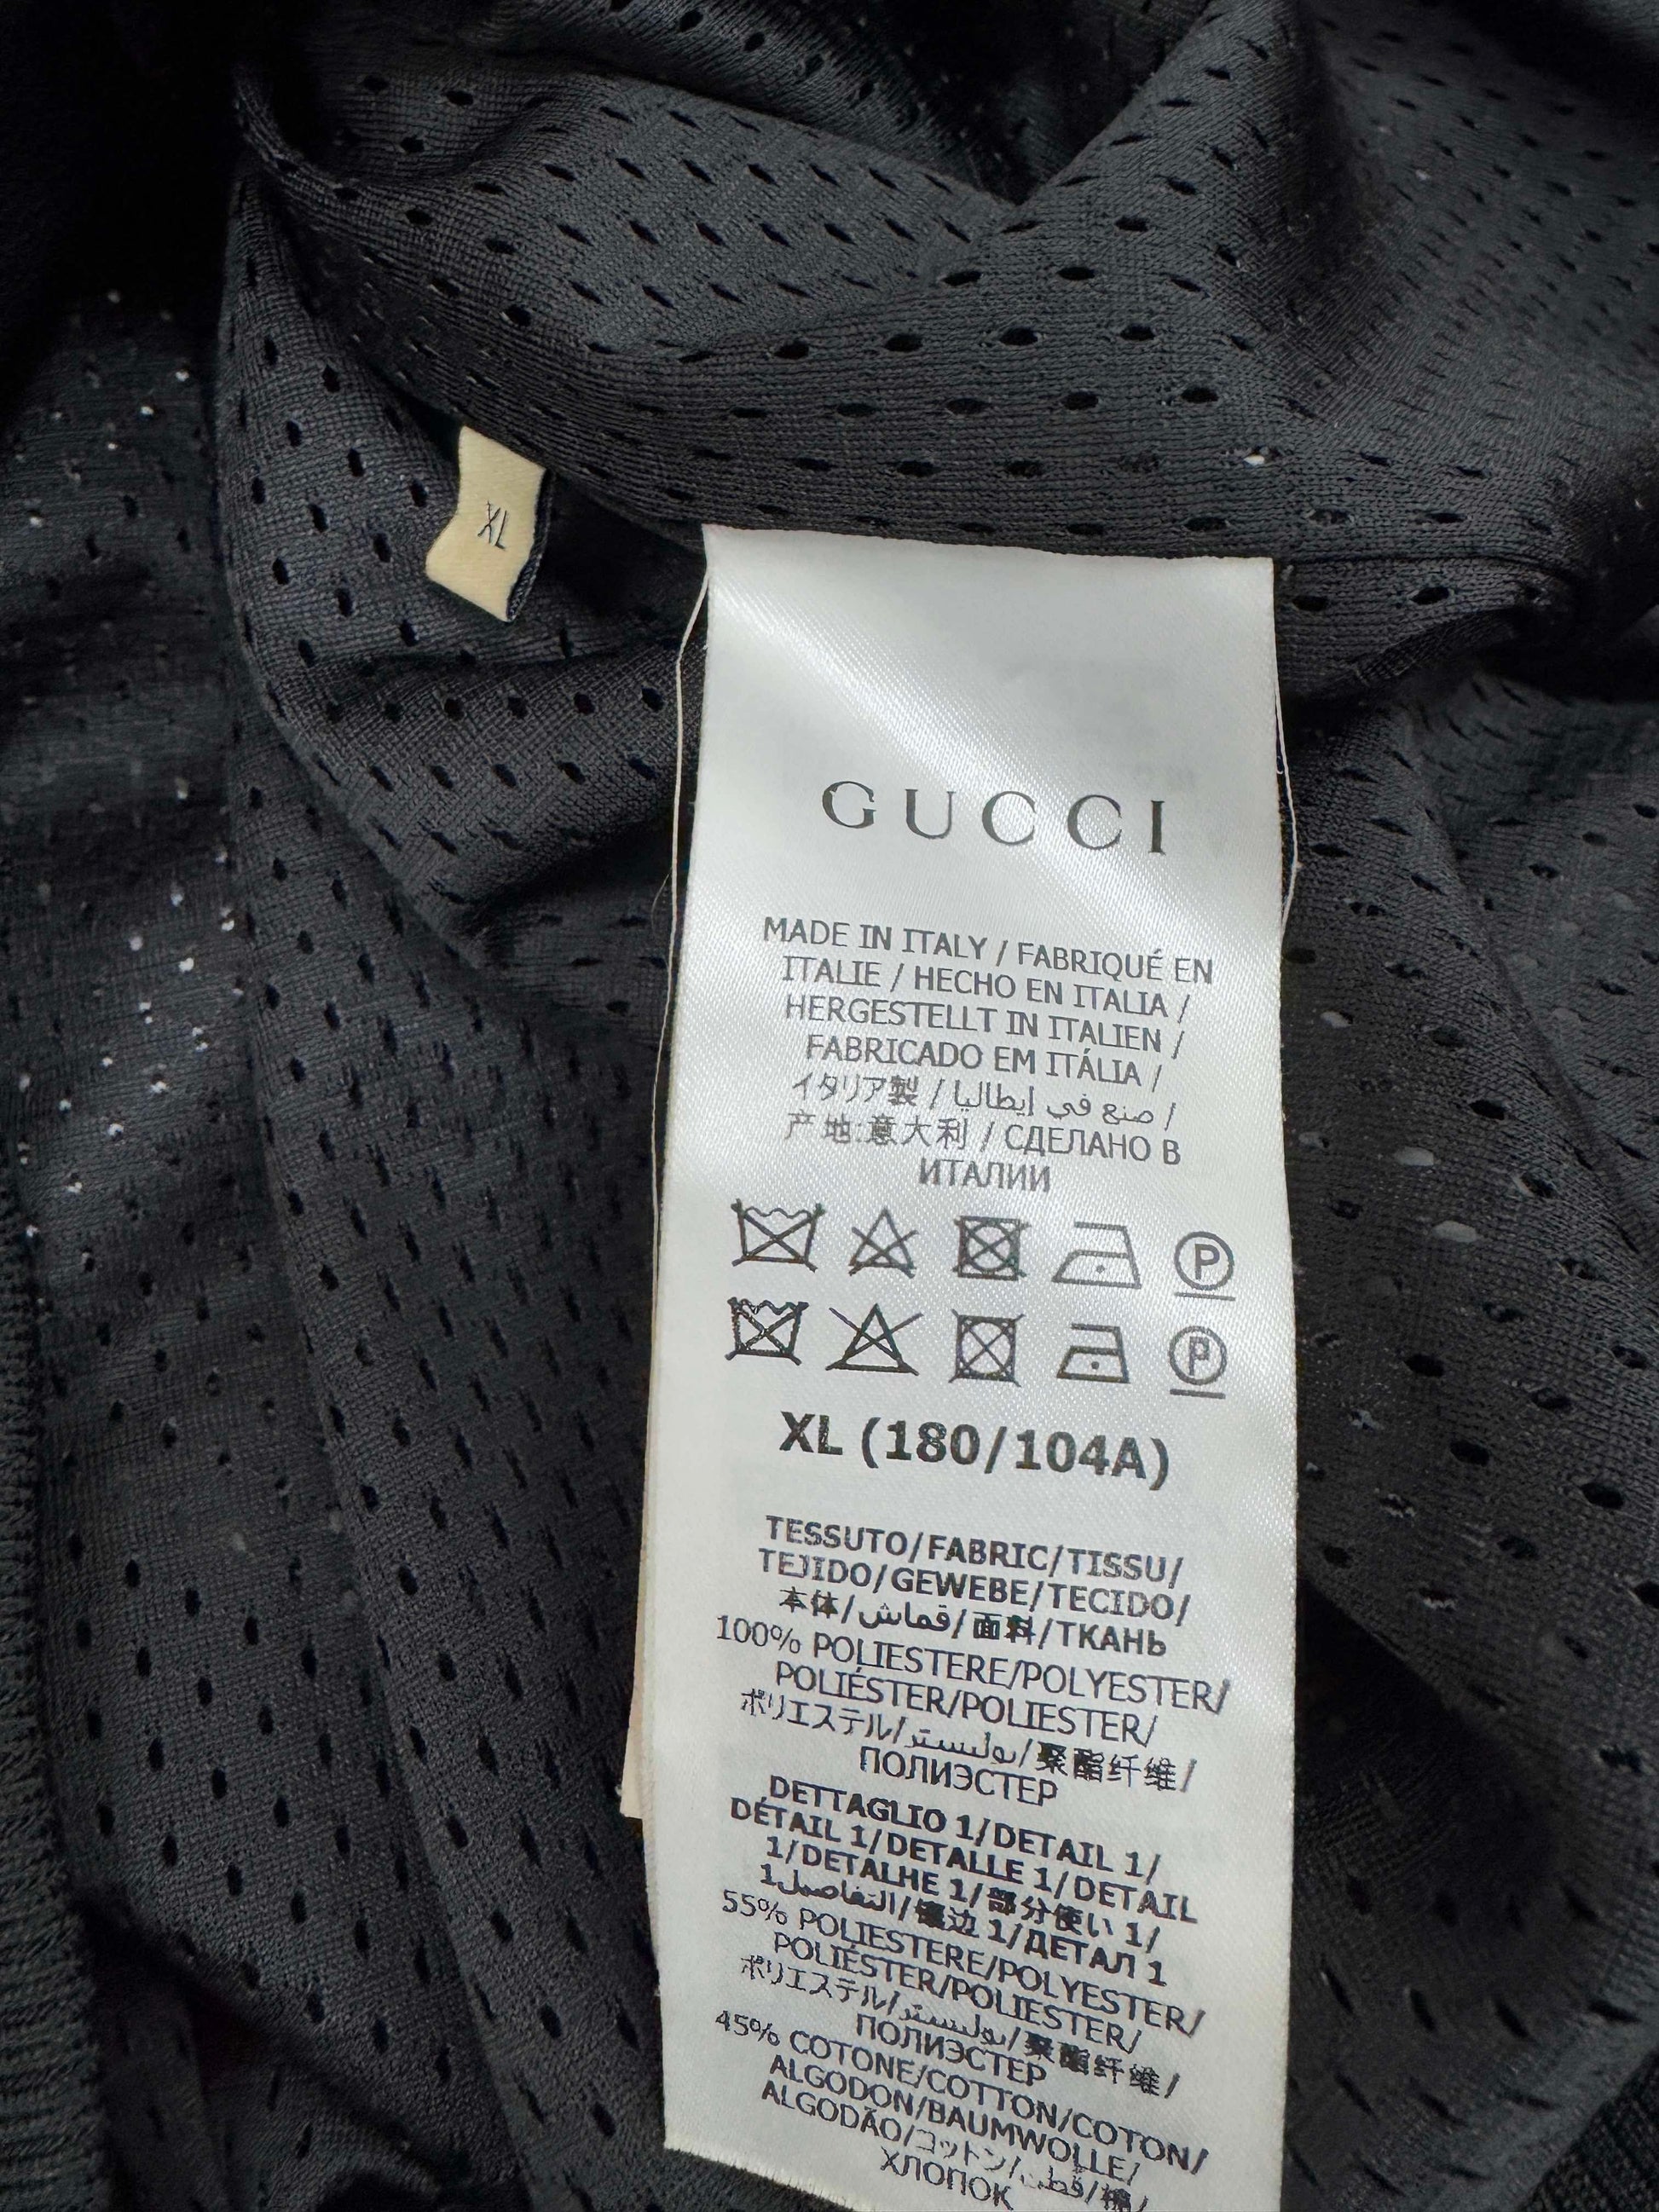 XL
GUCCI
MADE IN ITALY / FABRIQUÉ EN
ITALIE / HECHO EN ITALIA /
HERGESTELLT IN ITALIEN /
FABRICADO EM ITÁLIA /
イタリア製 / صنع في إيطاليا /
产地:意大利 / СДЕЛАНО В
ИТАЛИИ
P
P
XL (180/104A)
TESSUTO/FABRIC/TISSU/
TEJIDO/GEWEBE/TECIDO/
本体/قماش/面料/ТКАНЬ
100% POLIESTERE/POLYESTER/
POLIÉSTER/POLIESTER/
ポリエステル/بوليستر/聚酯纤维/
ПОЛИЭСТЕР
DETTAGLIO 1/DETAIL 1/
DÉTAIL 1/DETALLE 1/DETAIL
1/DETALHE 1/部分使い 1/
التفاصيل1/镶边 1/ДЕТАЛ 1
55% POLIESTERE/POLYESTER/
POLIÉSTER/POLIESTER/
ポリエステル/بوليستر/聚酯纤维/
ПОЛИЭСТЕР
45% COTONE/COTTON/COTON/
ALGODON/BAUMWOLLE/
ALGODÃO/コットン/قطن/棉/
ХЛОПОК